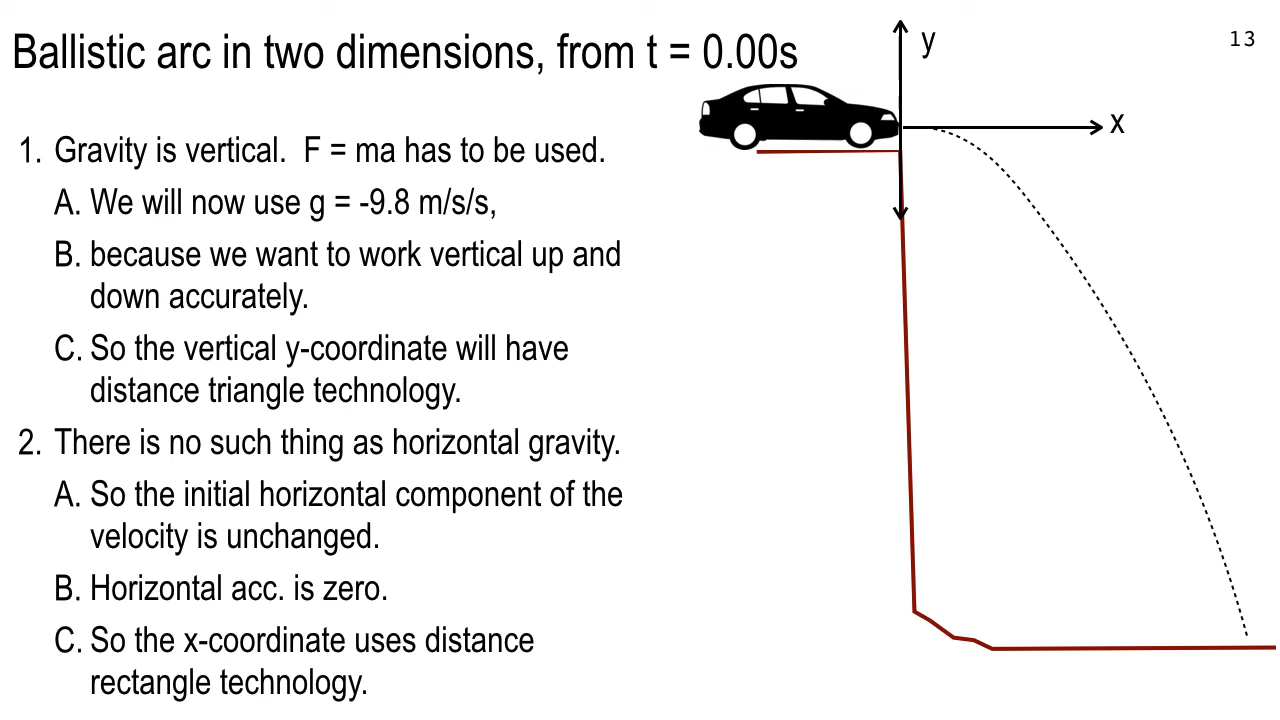 Ballistic arc in two dimensions, from t = 0.00s
y
13
x
1. Gravity is vertical.  F = ma has to be used.
A. We will now use g = -9.8 m/s/s,
B. because we want to work vertical up and
down accurately.
C. So the vertical y-coordinate will have
distance triangle technology.
2. There is no such thing as horizontal gravity.
A. So the initial horizontal component of the
velocity is unchanged.
B. Horizontal acc. is zero.
C. So the x-coordinate uses distance
rectangle technology.